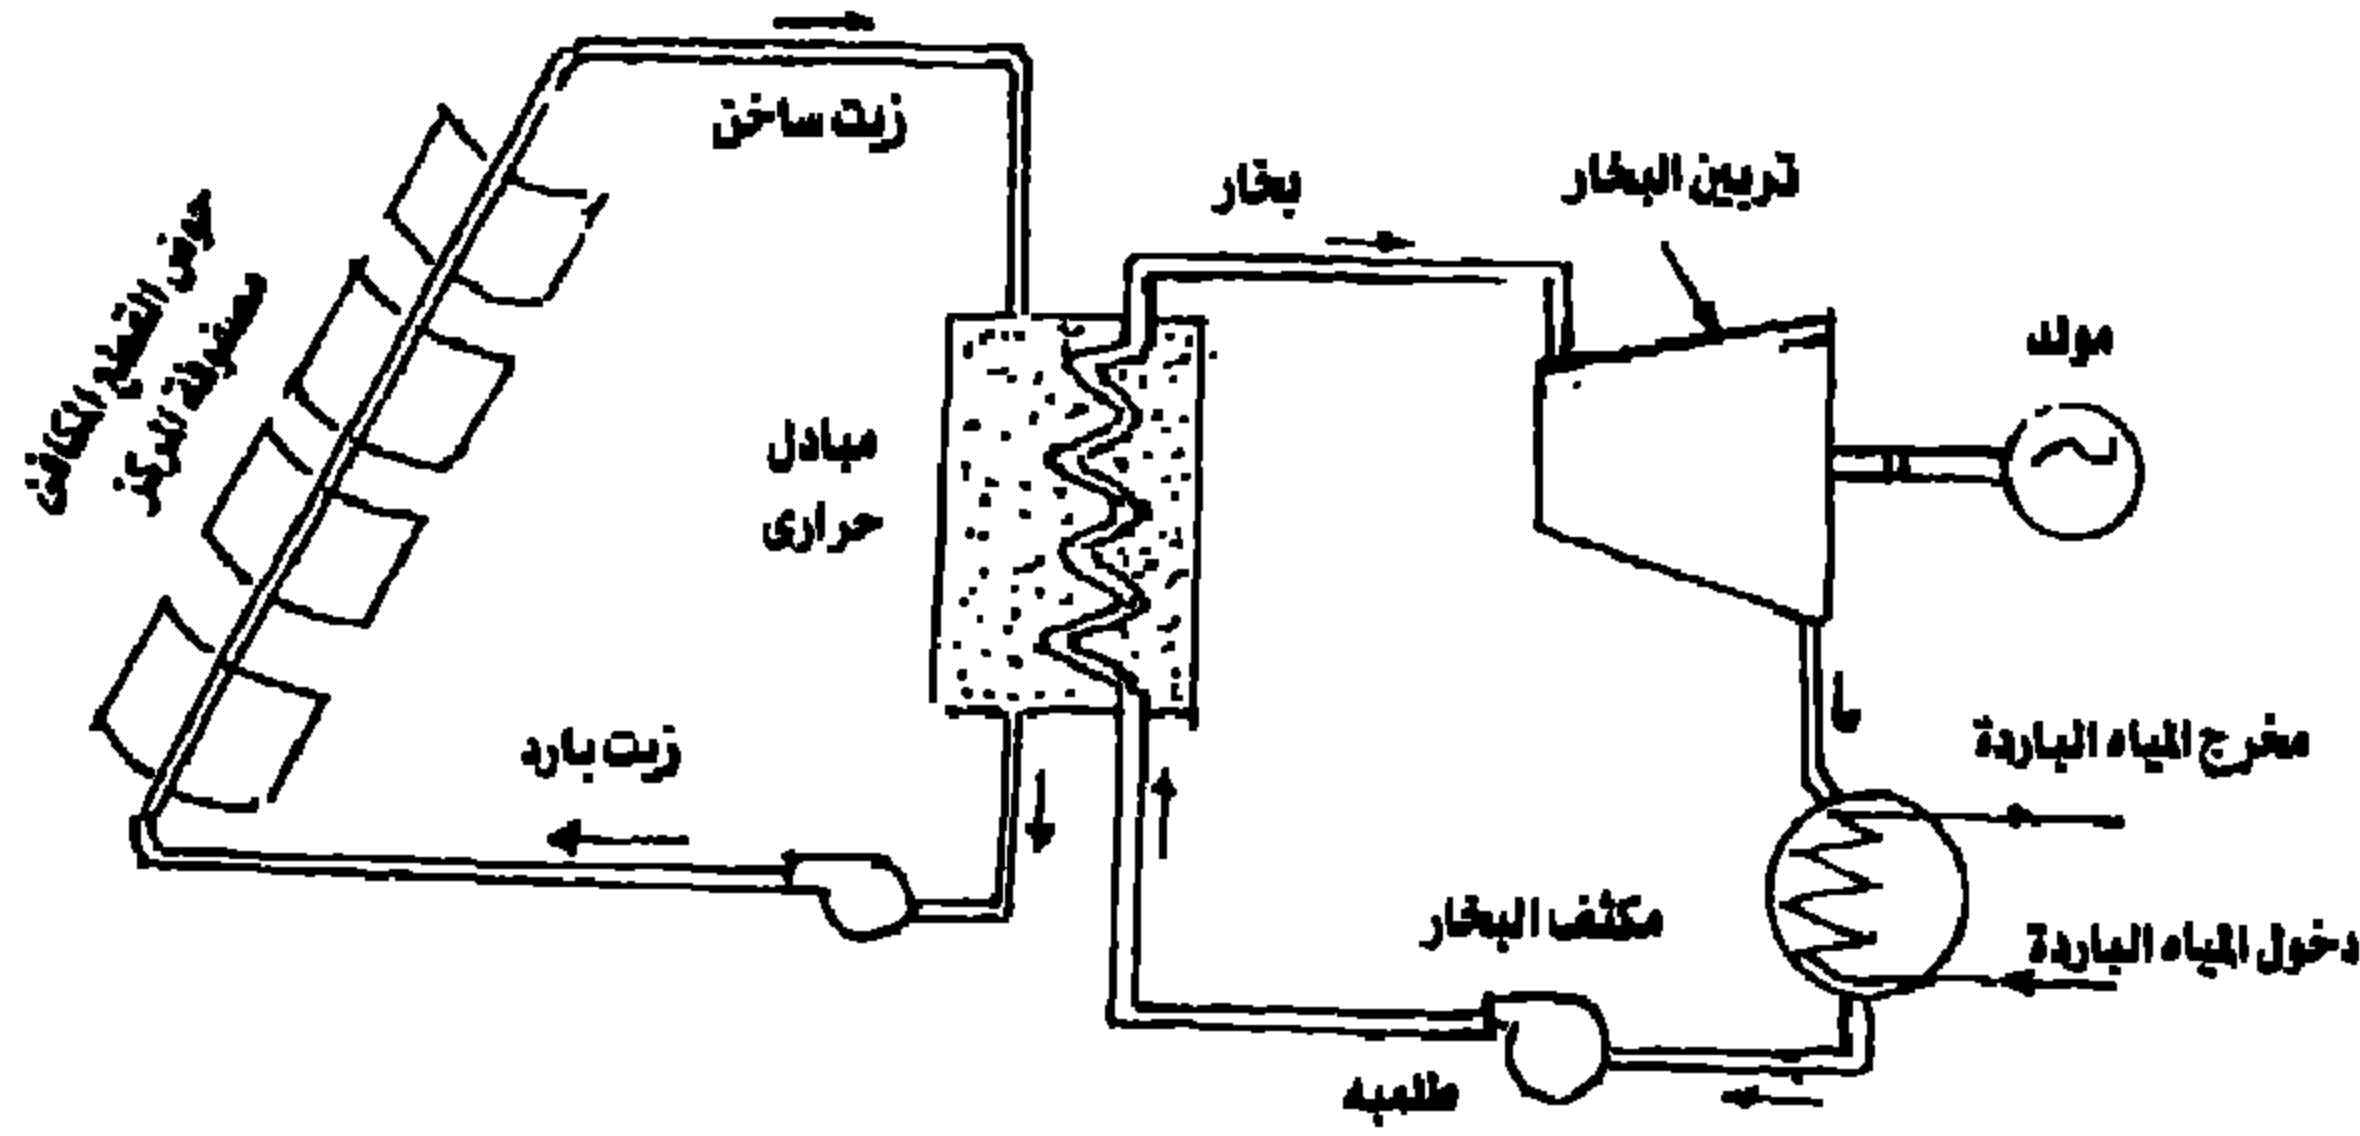 زيت ساخن
بخار
تربين البخار
مولد
مبادل
حرارى
زيت بارد
مخرج المياه الباردة
مكثف البخار
دخول المياه الباردة
طلمبه